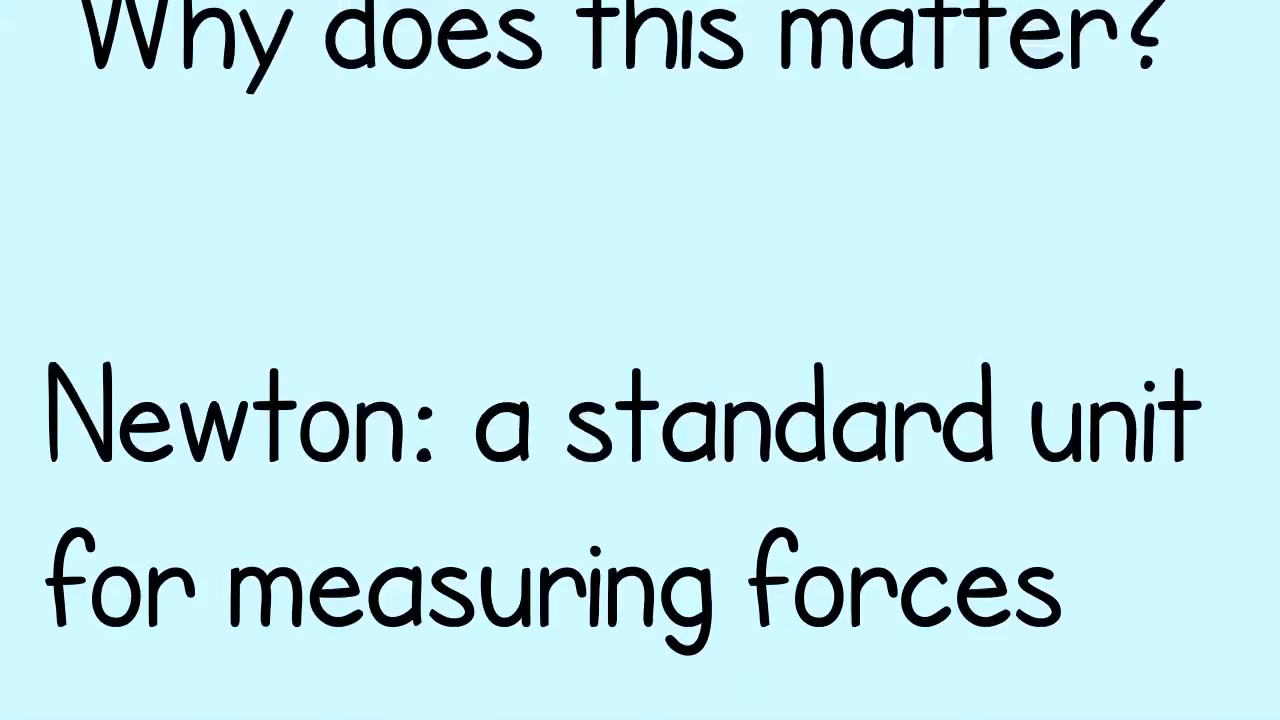 Why does this matter?
Newton: a standard unit
for measuring forces